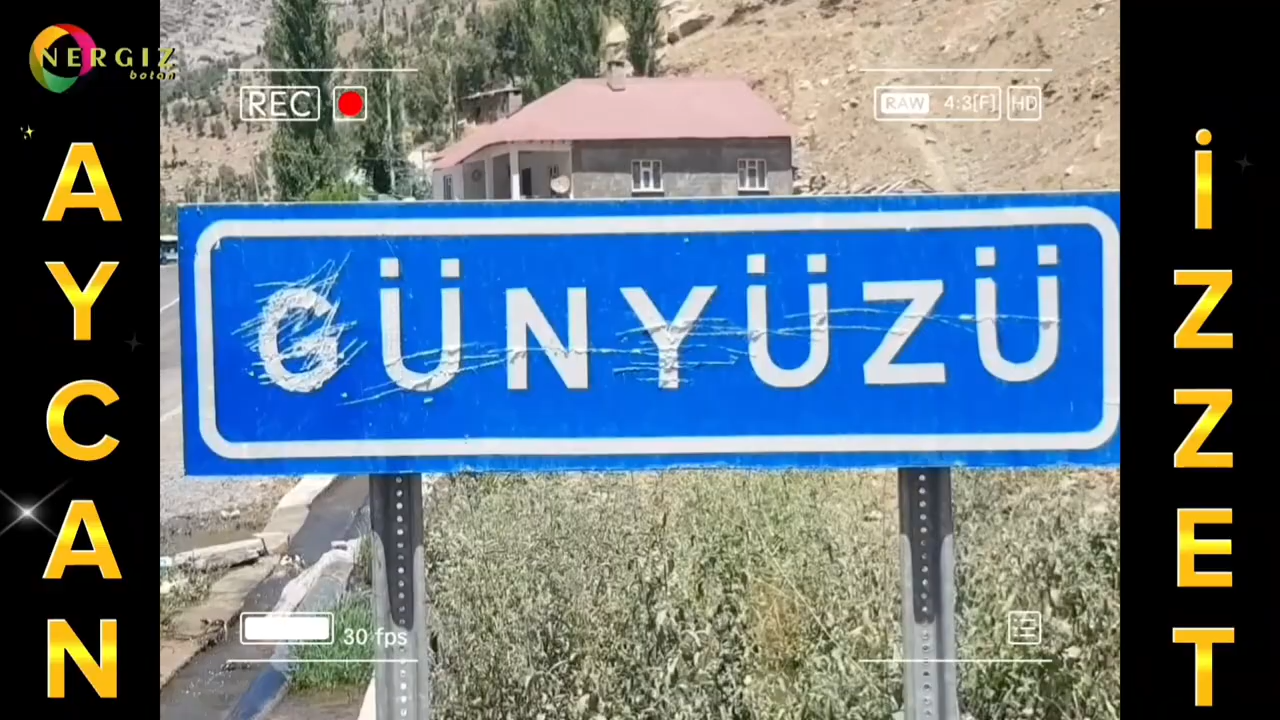 NERGIZ
botan
AYCAN
REC
RAW 4:3[F] HD
GÜNYÜZÜ
30 fps
İZZET